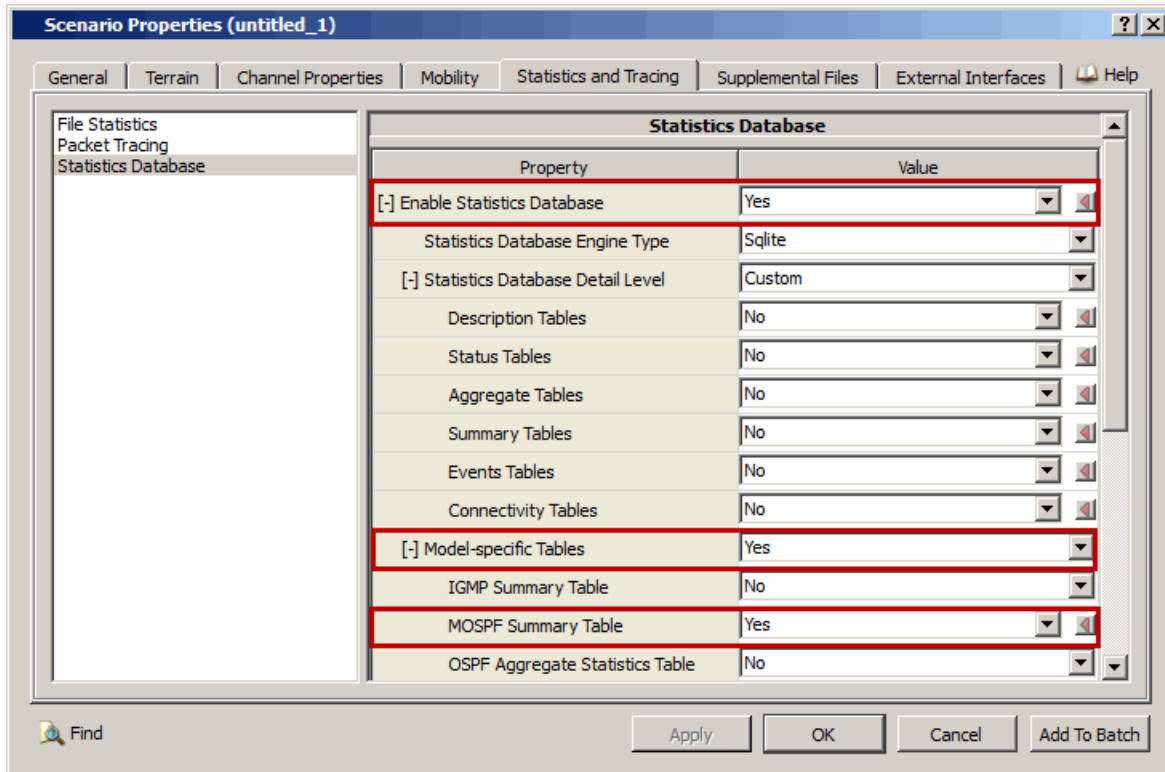 Scenario Properties (untitled_1)
General Terrain Channel Properties Mobility Statistics and Tracing Supplemental Files External Interfaces Help
File Statistics
Packet Tracing
Statistics Database
Statistics Database
Property Value
[-] Enable Statistics Database Yes
Statistics Database Engine Type Sqlite
[-] Statistics Database Detail Level Custom
Description Tables No
Status Tables No
Aggregate Tables No
Summary Tables No
Events Tables No
Connectivity Tables No
[-] Model-specific Tables Yes
IGMP Summary Table No
MOSPF Summary Table Yes
OSPF Aggregate Statistics Table No
Find Apply OK Cancel Add To Batch